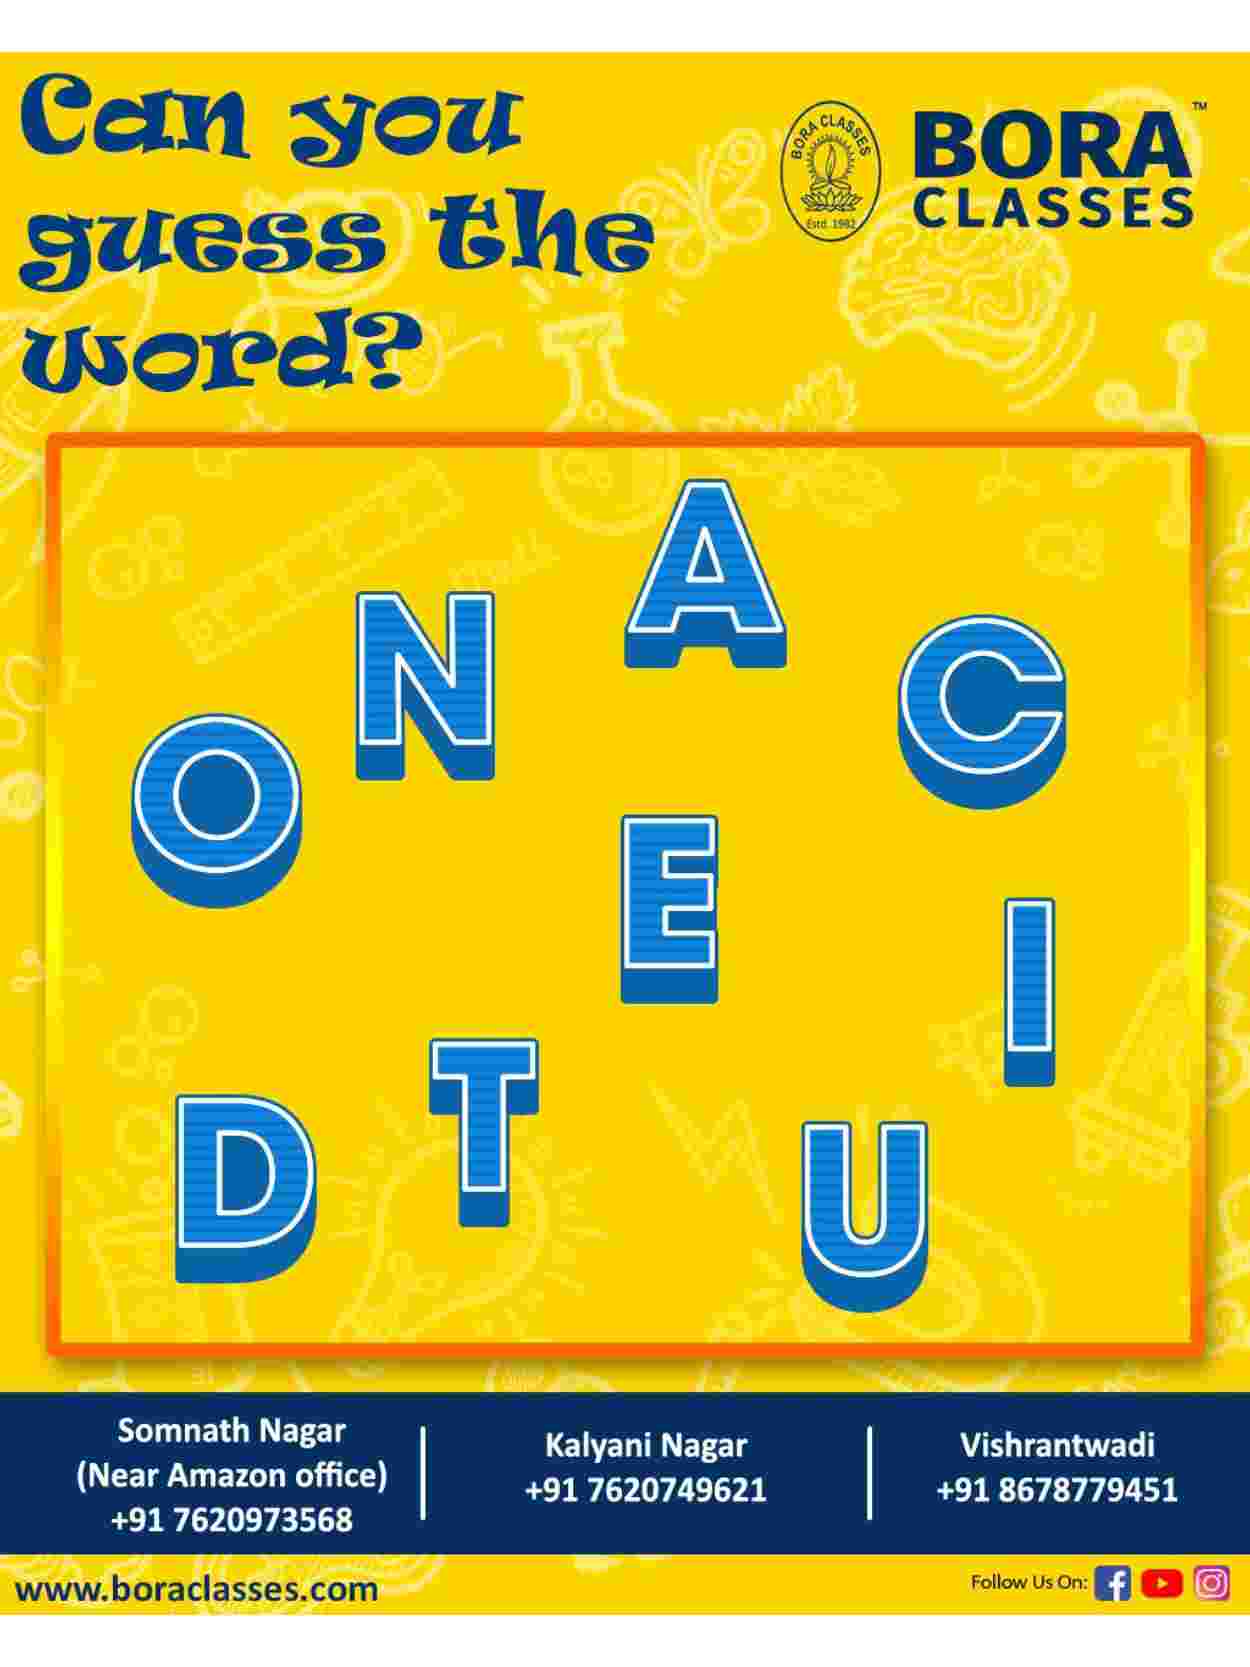 Can you
guess the
word?
BORA CLASSES
Estd. 1982
BORA™
CLASSES
A
N
C
O
E
I
T
D
U
Somnath Nagar
(Near Amazon office)
+91 7620973568
Kalyani Nagar
+91 7620749621
Vishrantwadi
+91 8678779451
www.boraclasses.com
Follow Us On: